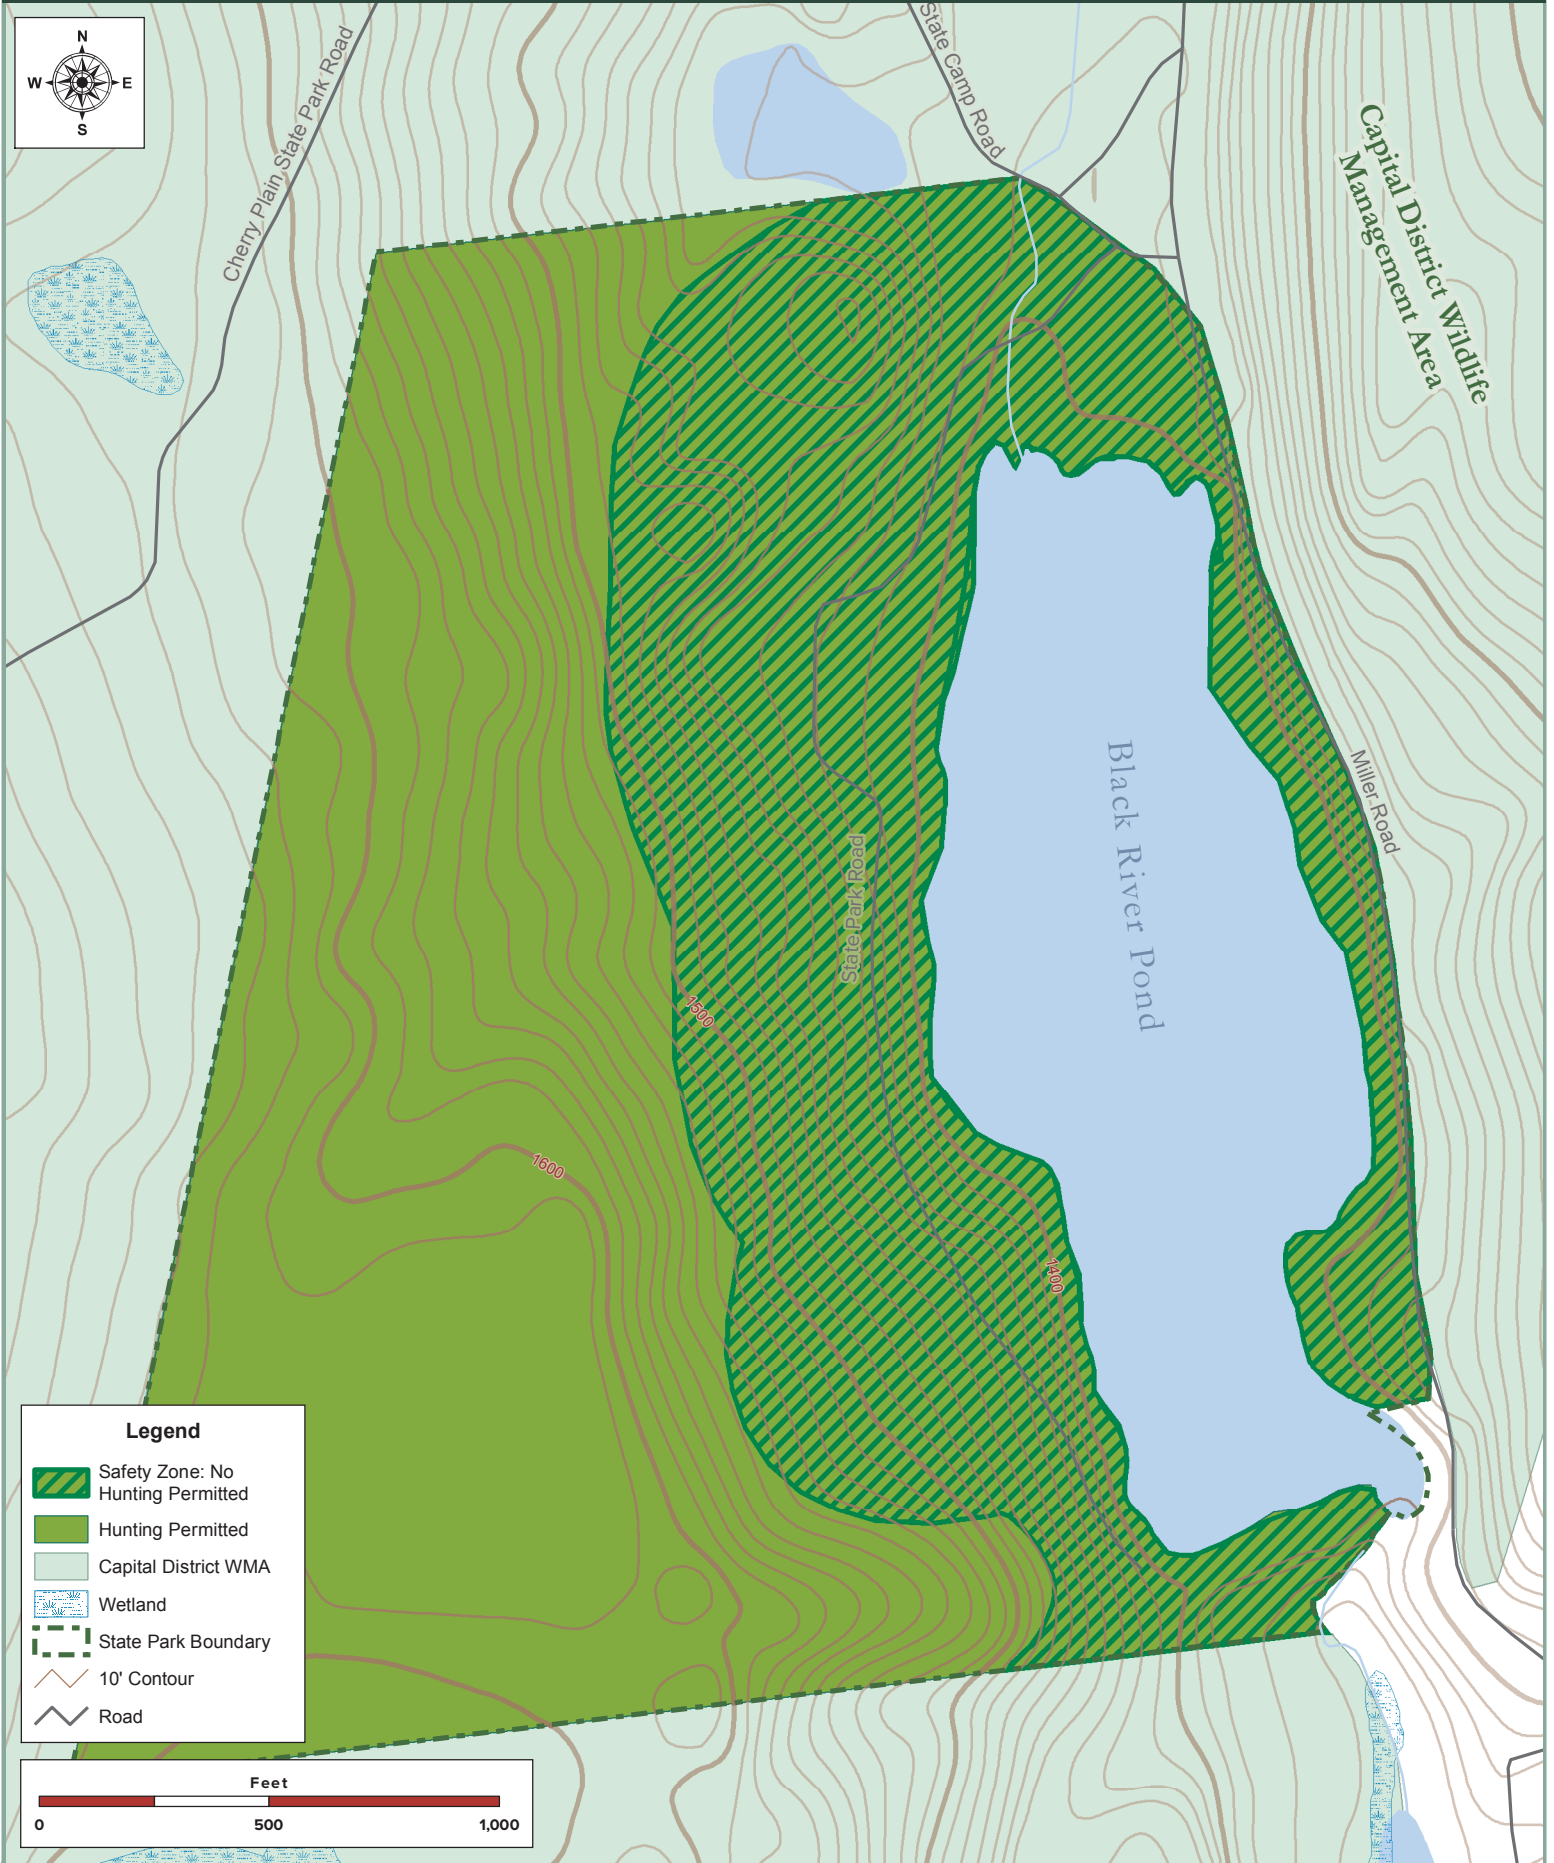 N
W E
S
Cherry Plain State Park Road
State Camp Road
Capital District Wildlife
Management Area
Miller Road
Black River Pond
State Park Road
1500
1600
1400
Legend
Safety Zone: No
Hunting Permitted
Hunting Permitted
Capital District WMA
Wetland
State Park Boundary
10' Contour
Road
Feet
0 500 1,000